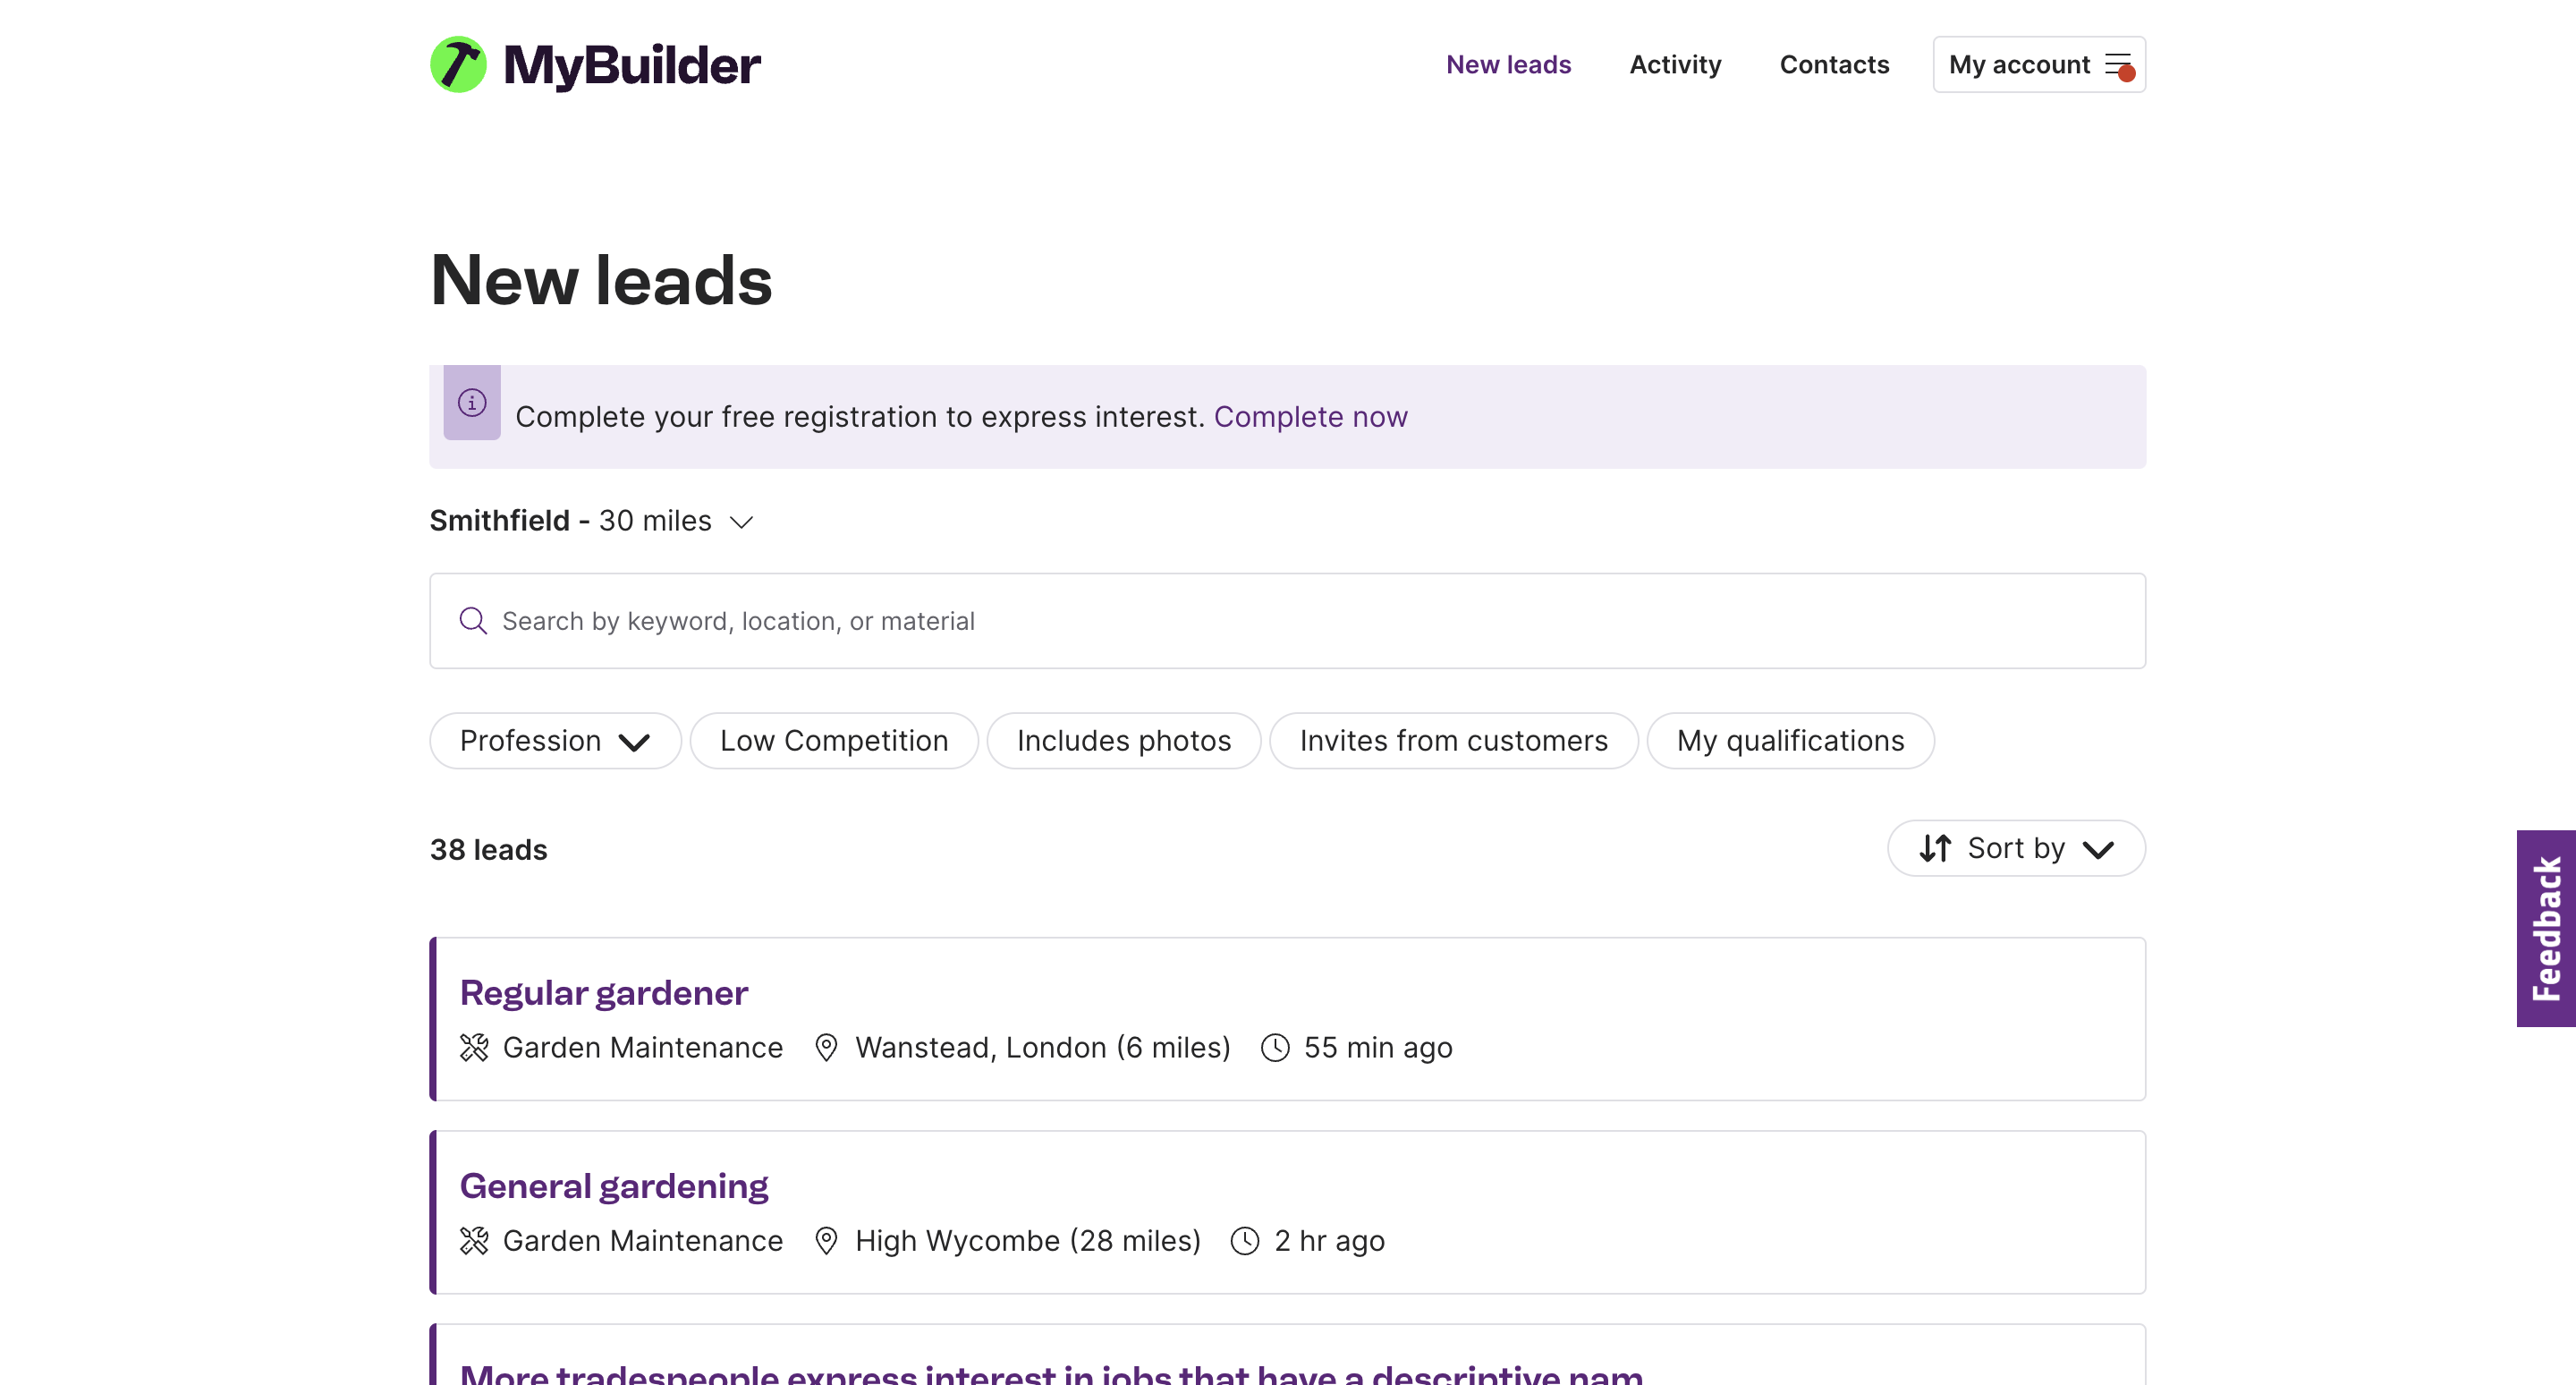 MyBuilder
New leads
Activity
Contacts
My account
New leads
Complete your free registration to express interest. Complete now
Smithfield - 30 miles
Search by keyword, location, or material
Profession
Low Competition
Includes photos
Invites from customers
My qualifications
38 leads
Sort by
Feedback
Regular gardener
Garden Maintenance Wanstead, London (6 miles) 55 min ago
General gardening
Garden Maintenance High Wycombe (28 miles) 2 hr ago
More tradespeople express interest in jobs that have a descriptive nam